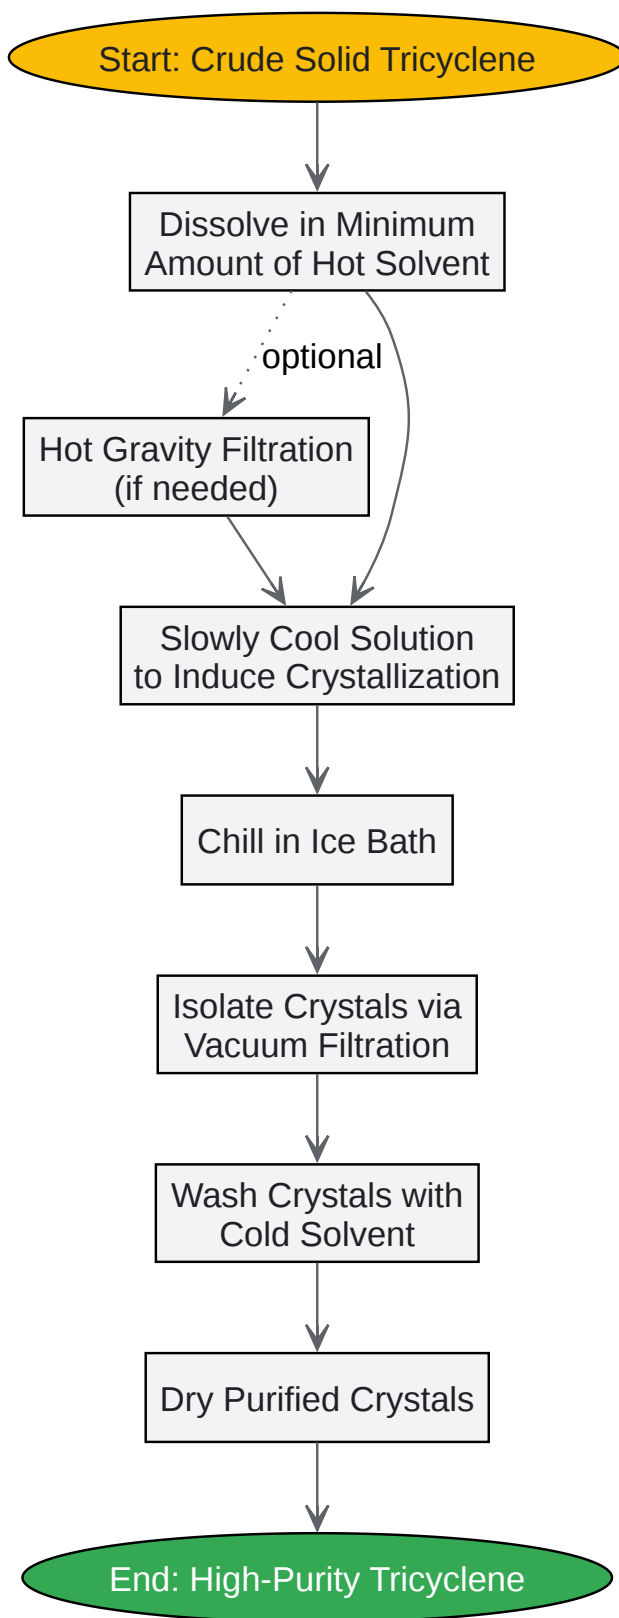 Start: Crude Solid Tricyclene
Dissolve in Minimum
Amount of Hot Solvent
optional
Hot Gravity Filtration
(if needed)
Slowly Cool Solution
to Induce Crystallization
Chill in Ice Bath
Isolate Crystals via
Vacuum Filtration
Wash Crystals with
Cold Solvent
Dry Purified Crystals
End: High-Purity Tricyclene